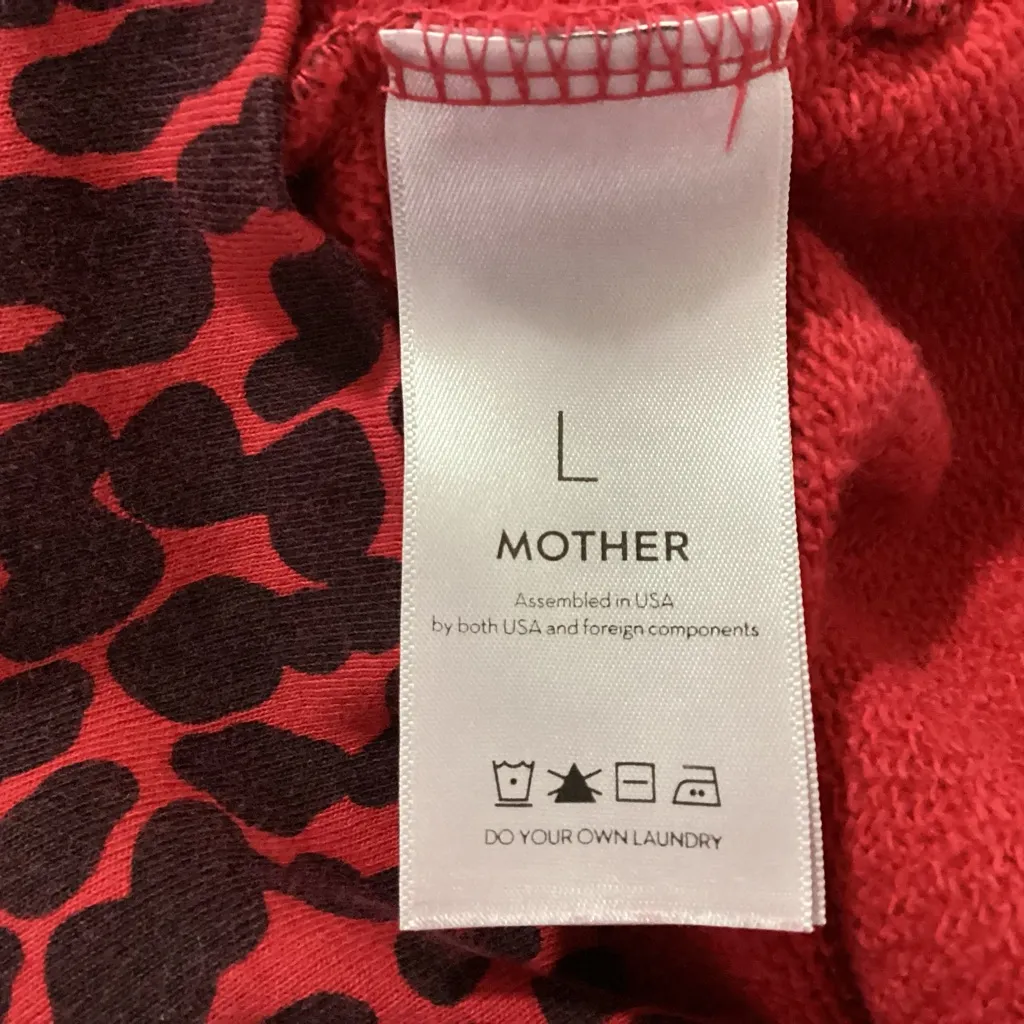 L
MOTHER
Assembled in USA
by both USA and foreign components
DO YOUR OWN LAUNDRY